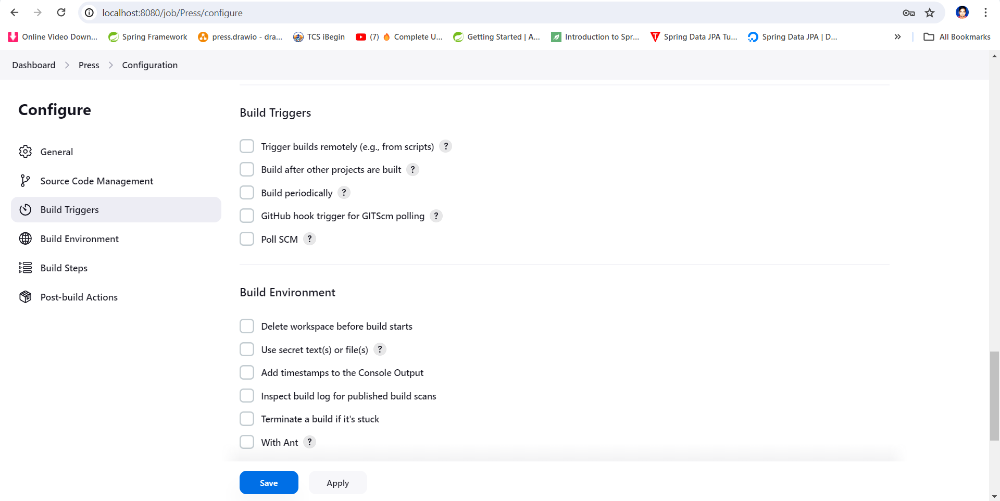 localhost:8080/job/Press/configure
Online Video Down... Spring Framework press.drawio - dra... TCS iBegin (7) Complete U... Getting Started | A... Introduction to Spr... Spring Data JPA Tu... Spring Data JPA | D... » All Bookmarks
Dashboard > Press > Configuration
Configure
General
Source Code Management
Build Triggers
Build Environment
Build Steps
Post-build Actions
Build Triggers
Trigger builds remotely (e.g., from scripts) ?
Build after other projects are built ?
Build periodically ?
GitHub hook trigger for GITScm polling ?
Poll SCM ?
Build Environment
Delete workspace before build starts
Use secret text(s) or file(s) ?
Add timestamps to the Console Output
Inspect build log for published build scans
Terminate a build if it's stuck
With Ant ?
Save Apply